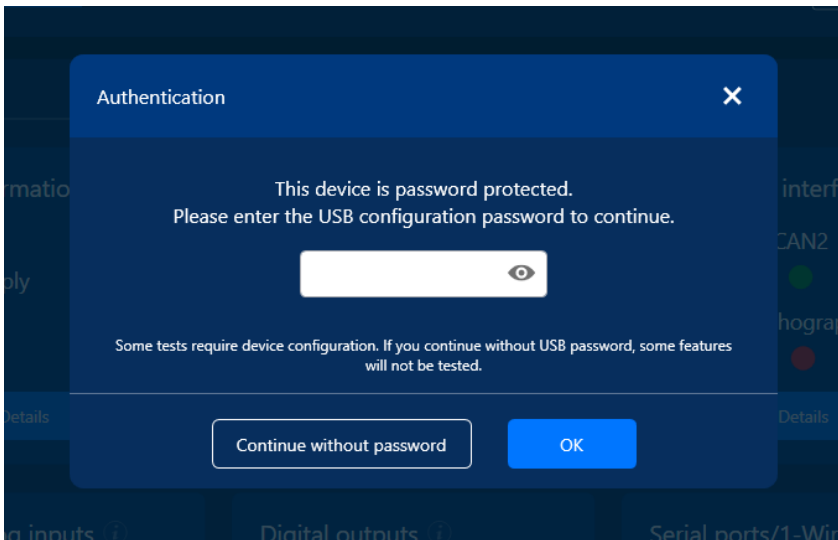 Authentication
This device is password protected.
Please enter the USB configuration password to continue.
Some tests require device configuration. If you continue without USB password, some features
will not be tested.
Continue without password
OK
CAN2
Details
Details
Digital outputs
Serial ports/1-Wir